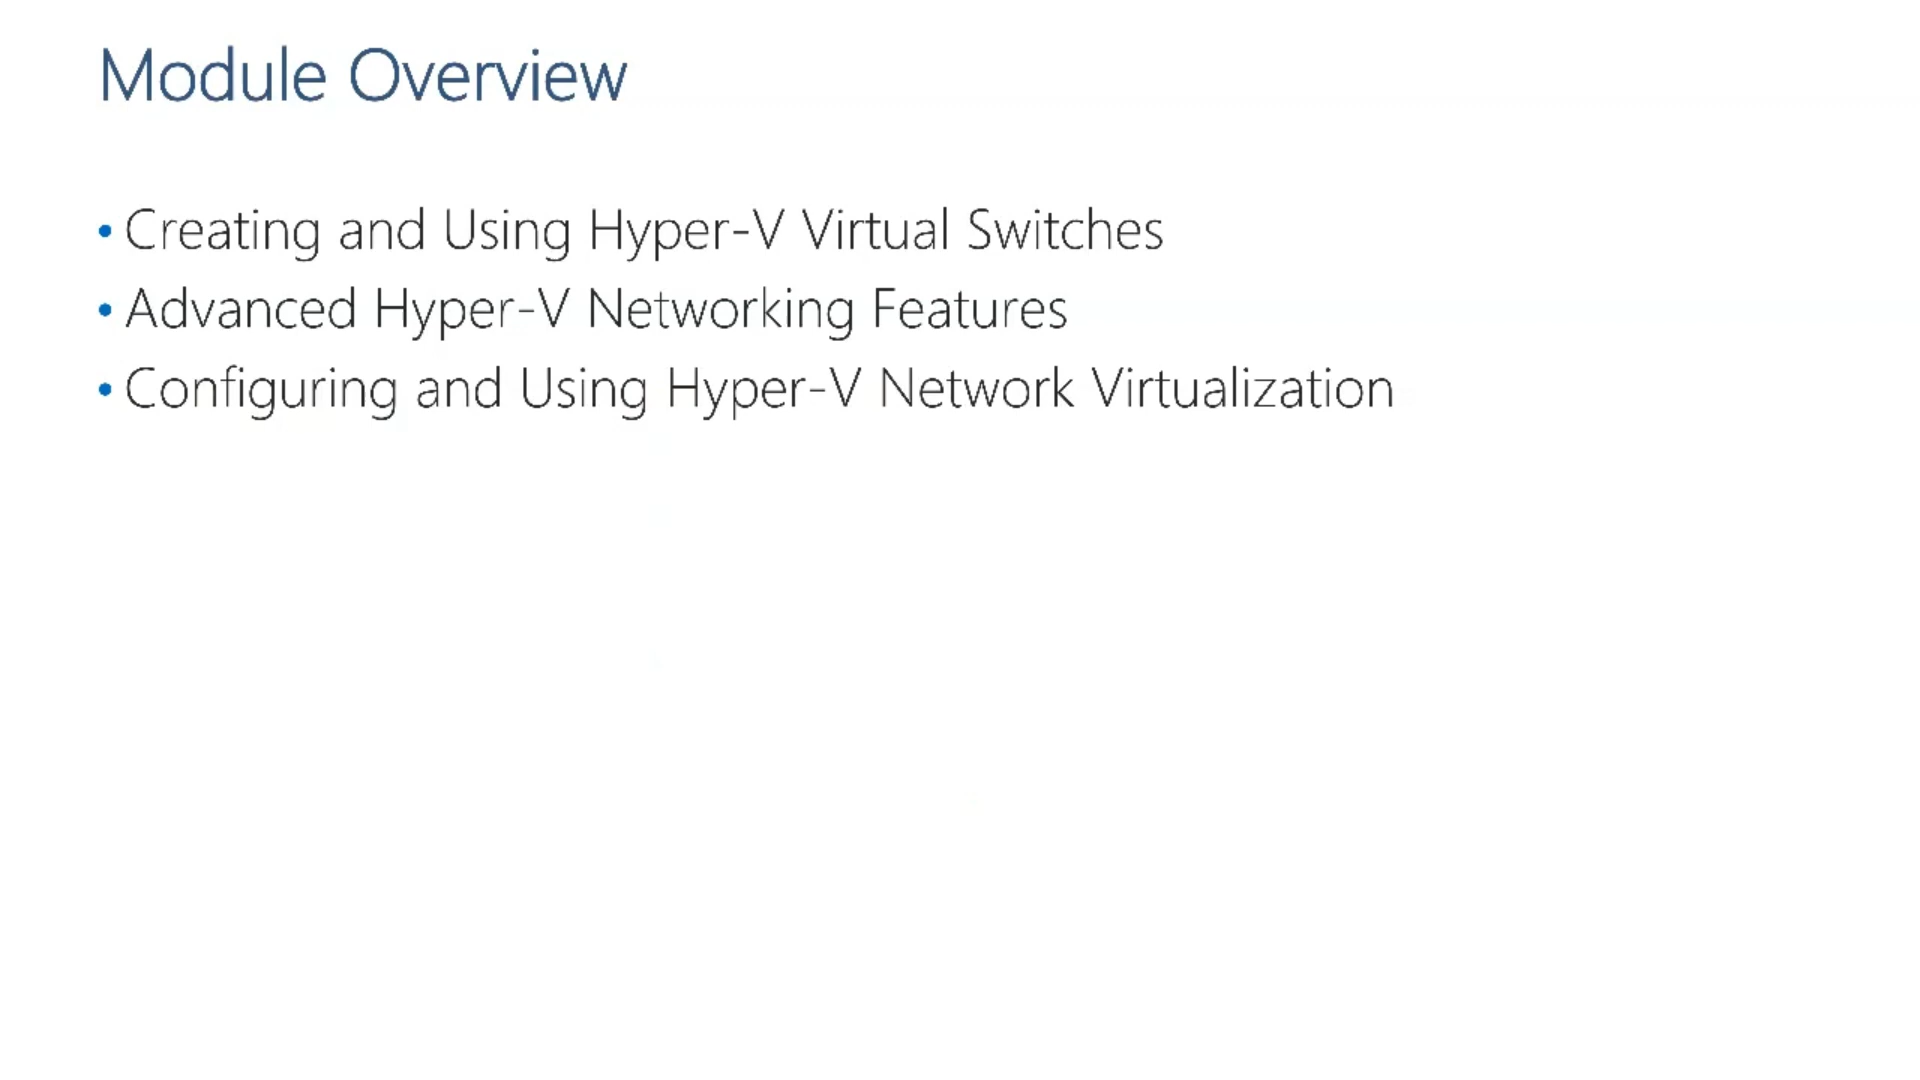 Module Overview
• Creating and Using Hyper-V Virtual Switches
• Advanced Hyper-V Networking Features
• Configuring and Using Hyper-V Network Virtualization